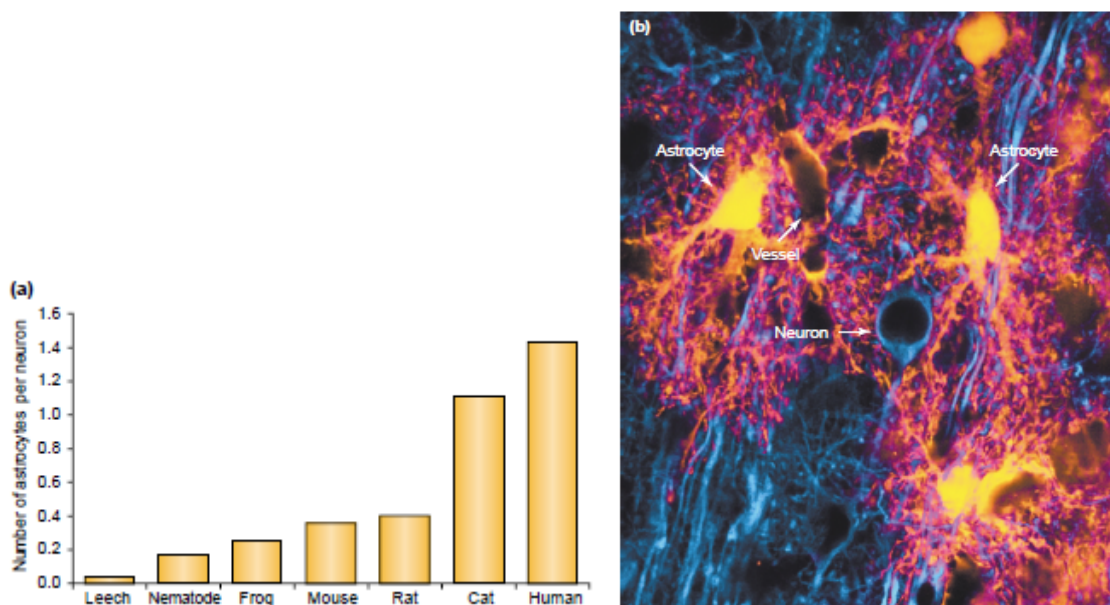 (a)
Number of astrocytes per neuron
1.6
1.4
1.2
1.0
0.8
0.6
0.4
0.2
0.0
Leech Nematode Frog Mouse Rat Cat Human
(b)
Astrocyte Astrocyte
Vessel
Neuron